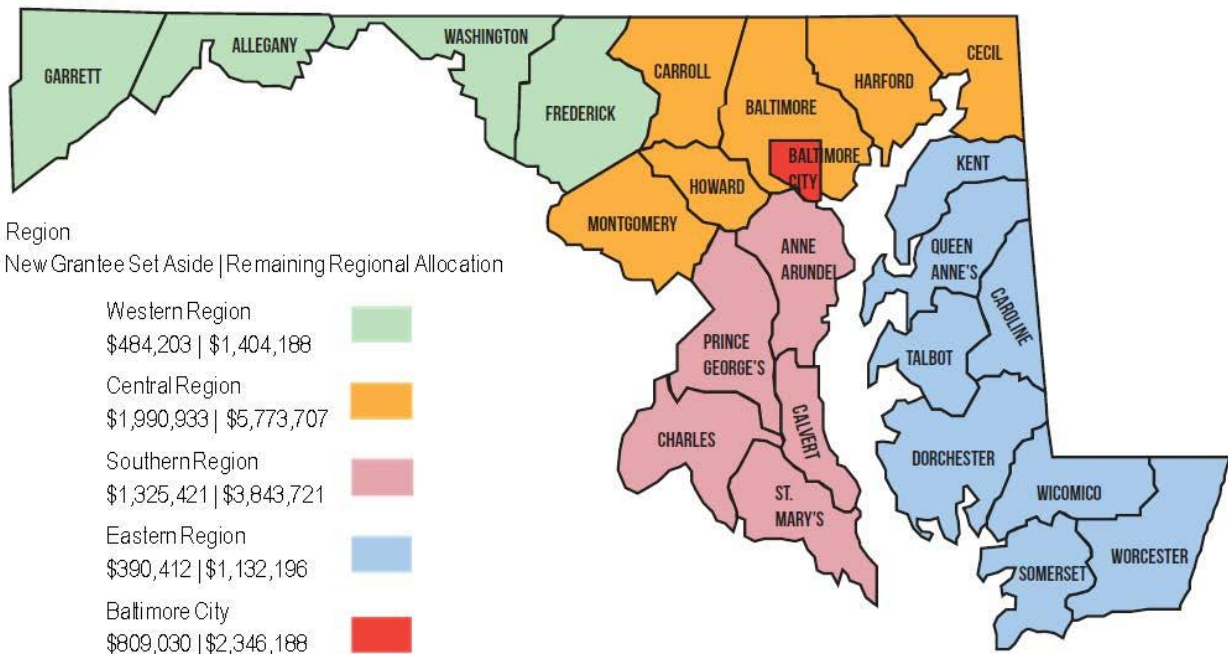 GARRETT
ALLEGANY
WASHINGTON
FREDERICK
CARROLL
BALTIMORE
HARFORD
CECIL
BALTIMORE
CITY
HOWARD
MONTGOMERY
KENT
QUEEN
ANNE'S
CAROLINE
TALBOT
ANNE
ARUNDEL
PRINCE
GEORGE'S
CALVERT
CHARLES
ST.
MARY'S
DORCHESTER
WICOMICO
WORCESTER
SOMERSET
Region
New Grantee Set Aside | Remaining Regional Allocation
Western Region
$484,203 | $1,404,188
Central Region
$1,990,933 | $5,773,707
Southern Region
$1,325,421 | $3,843,721
Eastern Region
$390,412 | $1,132,196
Baltimore City
$809,030 | $2,346,188